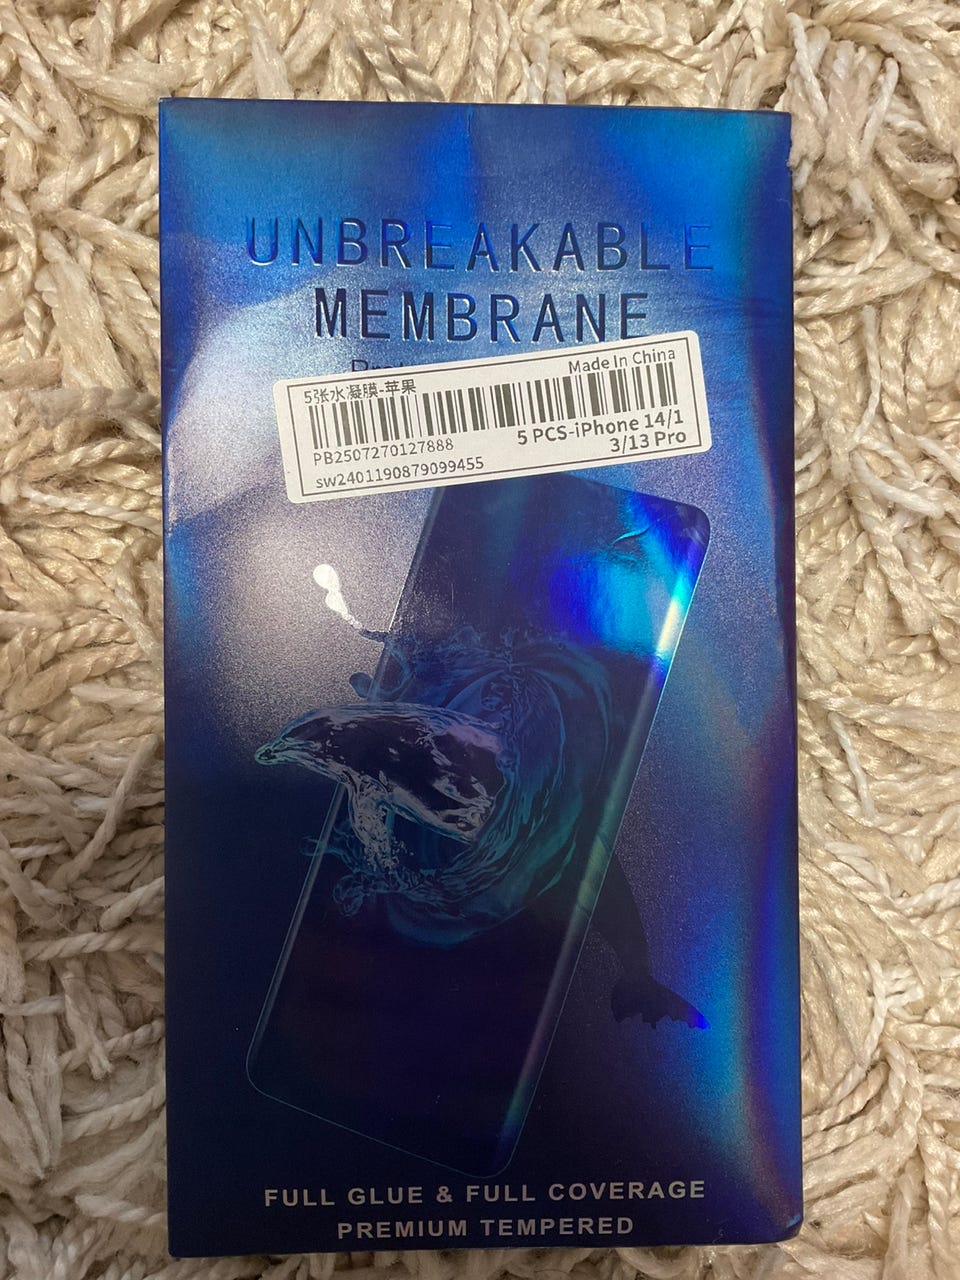 UNBREAKABLE
MEMBRANE
Made In China
5张水凝膜-苹果
PB2507270127888
5 PCS-iPhone 14/1
3/13 Pro
sw2401190879099455
FULL GLUE & FULL COVERAGE
PREMIUM TEMPERED